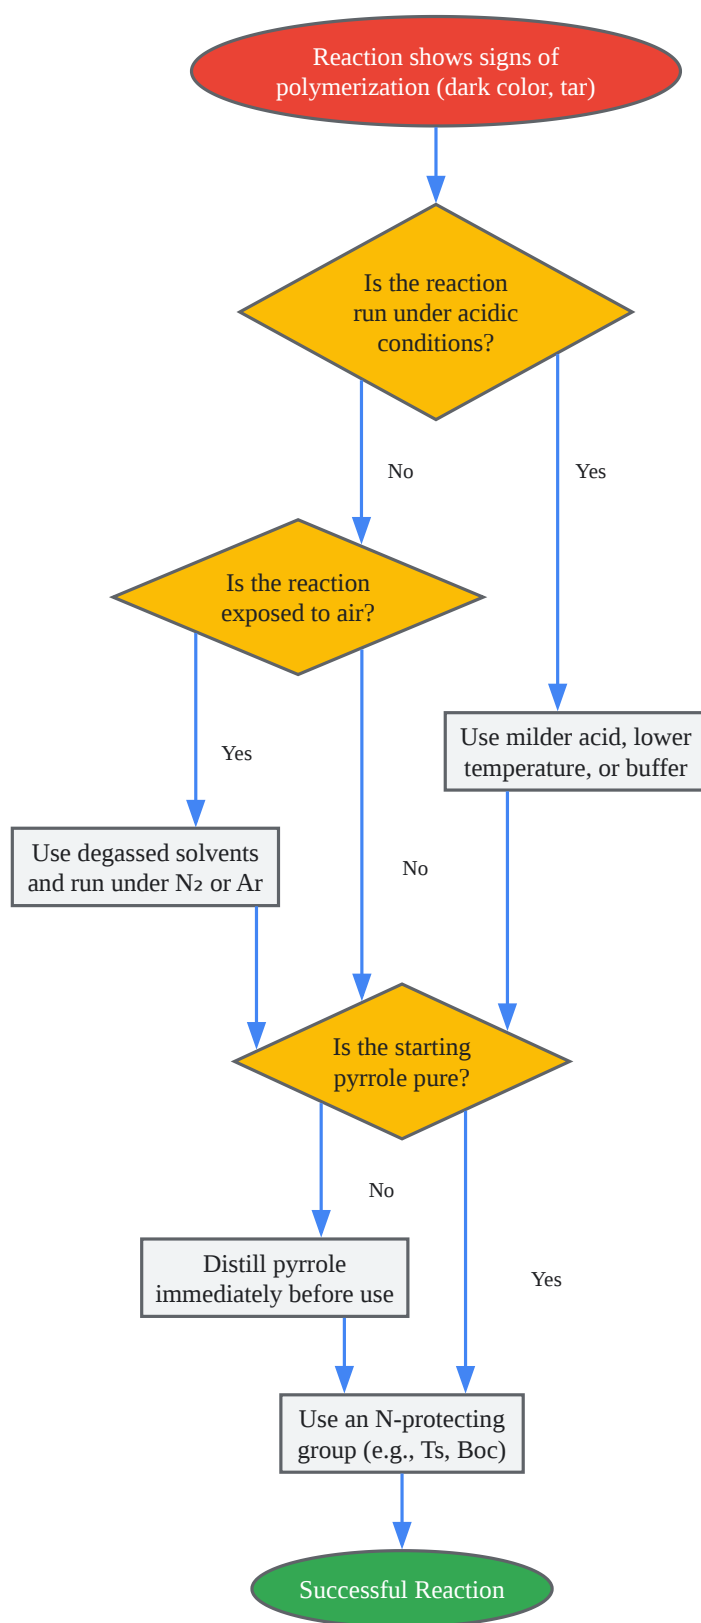 Reaction shows signs of
polymerization (dark color, tar)
Is the reaction
run under acidic
conditions?
No
Yes
Is the reaction
exposed to air?
Use milder acid, lower
temperature, or buffer
Yes
Use degassed solvents
and run under N₂ or Ar
No
Is the starting
pyrrole pure?
No
Distill pyrrole
immediately before use
Yes
Use an N-protecting
group (e.g., Ts, Boc)
Successful Reaction